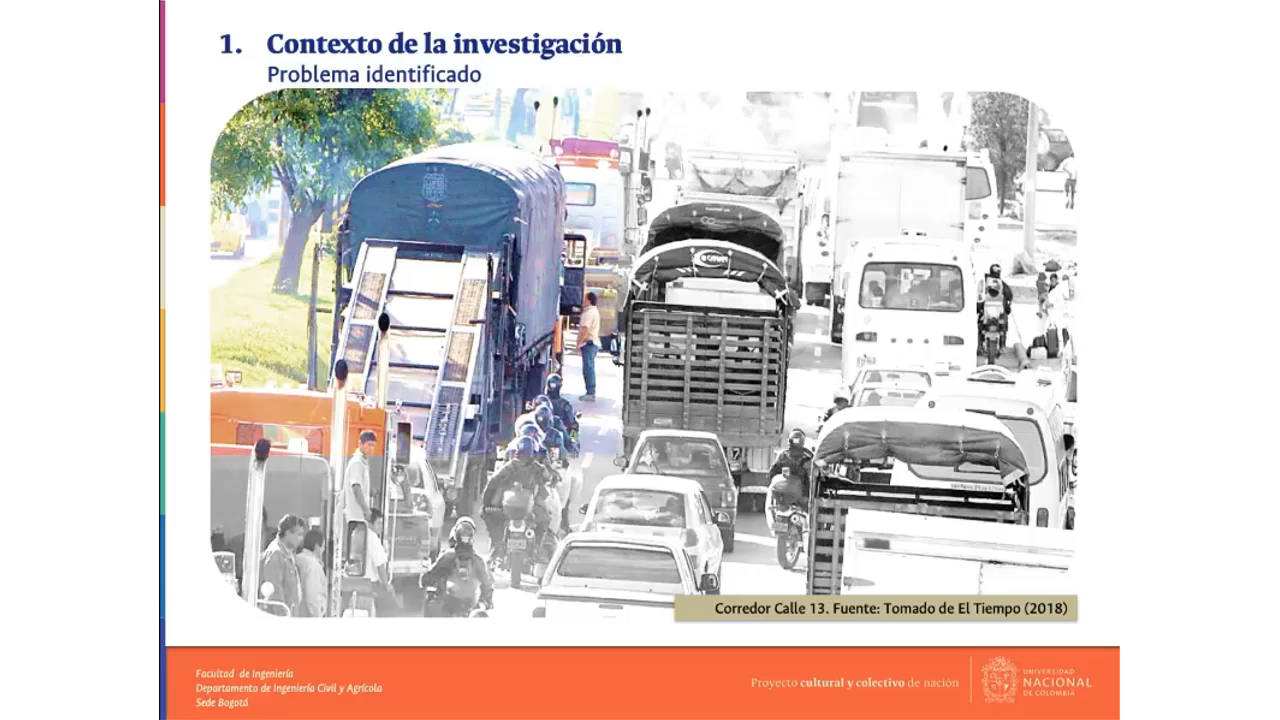 1. Contexto de la investigación
Problema identificado
Corredor Calle 13. Fuente: Tomado de El Tiempo (2018)
Facultad de Ingeniería
Departamento de Ingeniería Civil y Agrícola
Sede Bogotá
Proyecto cultural y colectivo de nación
UNIVERSIDAD
NACIONAL
DE COLOMBIA